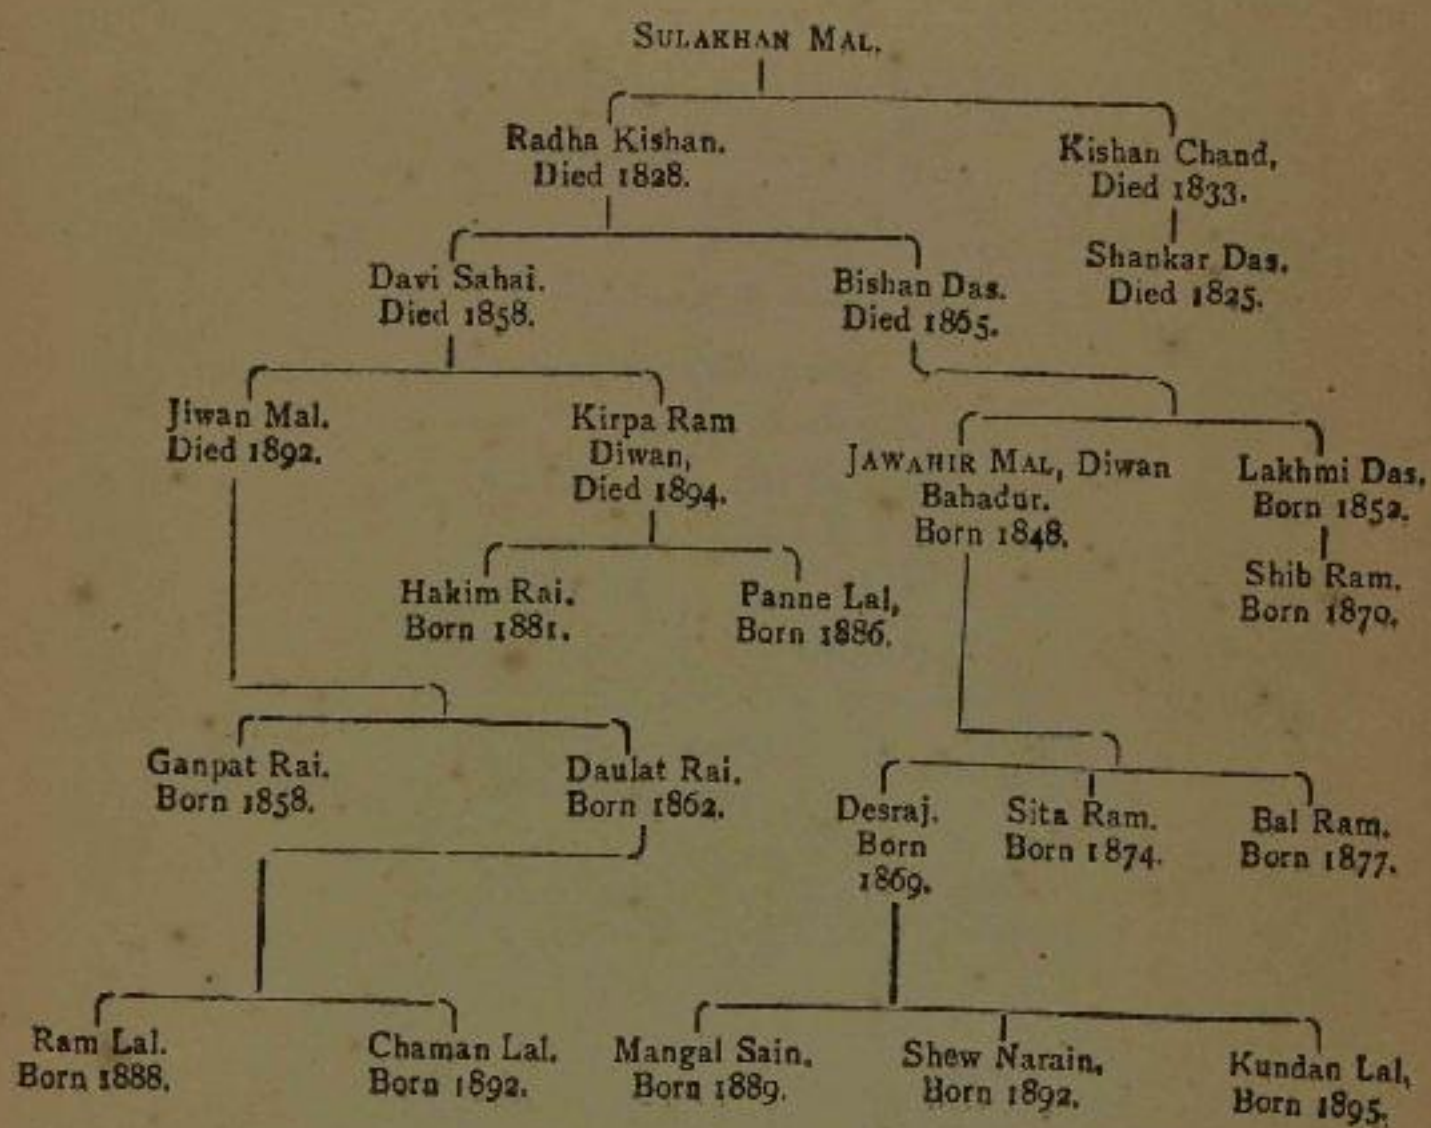 SULAKHAN MAL.
Radha Kishan.
Died 1828.
Kishan Chand,
Died 1833.
Shankar Das.
Died 1825.
Davi Sahai.
Died 1858.
Bishan Das.
Died 1865.
Jiwan Mal.
Died 1892.
Kirpa Ram
Diwan,
Died 1894.
JAWAHIR MAL, Diwan
Bahadur.
Born 1848.
Lakhmi Das,
Born 1852.
Shib Ram.
Born 1870,
Hakim Rai.
Born 1881.
Panne Lal,
Born 1886.
Ganpat Rai.
Born 1858.
Daulat Rai.
Born 1862.
Desraj.
Born
1869.
Sita Ram.
Born 1874.
Bal Ram.
Born 1877.
Ram Lal.
Born 1888.
Chaman Lal.
Born 1892.
Mangal Sain.
Born 1889.
Shew Narain,
Born 1892.
Kundan Lal,
Born 1895.